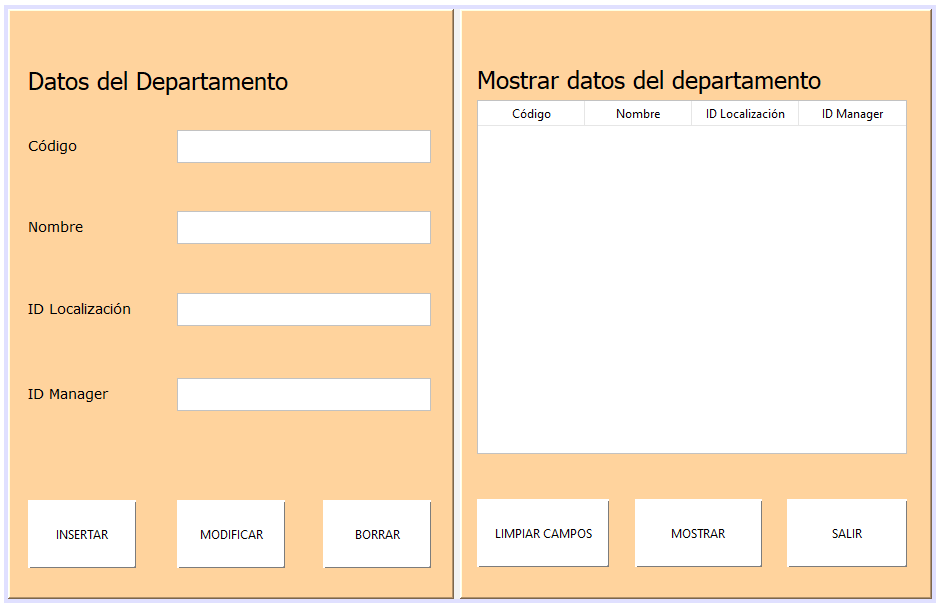 Datos del Departamento
Código
Nombre
ID Localización
ID Manager
INSERTAR
MODIFICAR
BORRAR
Mostrar datos del departamento
Código Nombre ID Localización ID Manager
LIMPIAR CAMPOS
MOSTRAR
SALIR